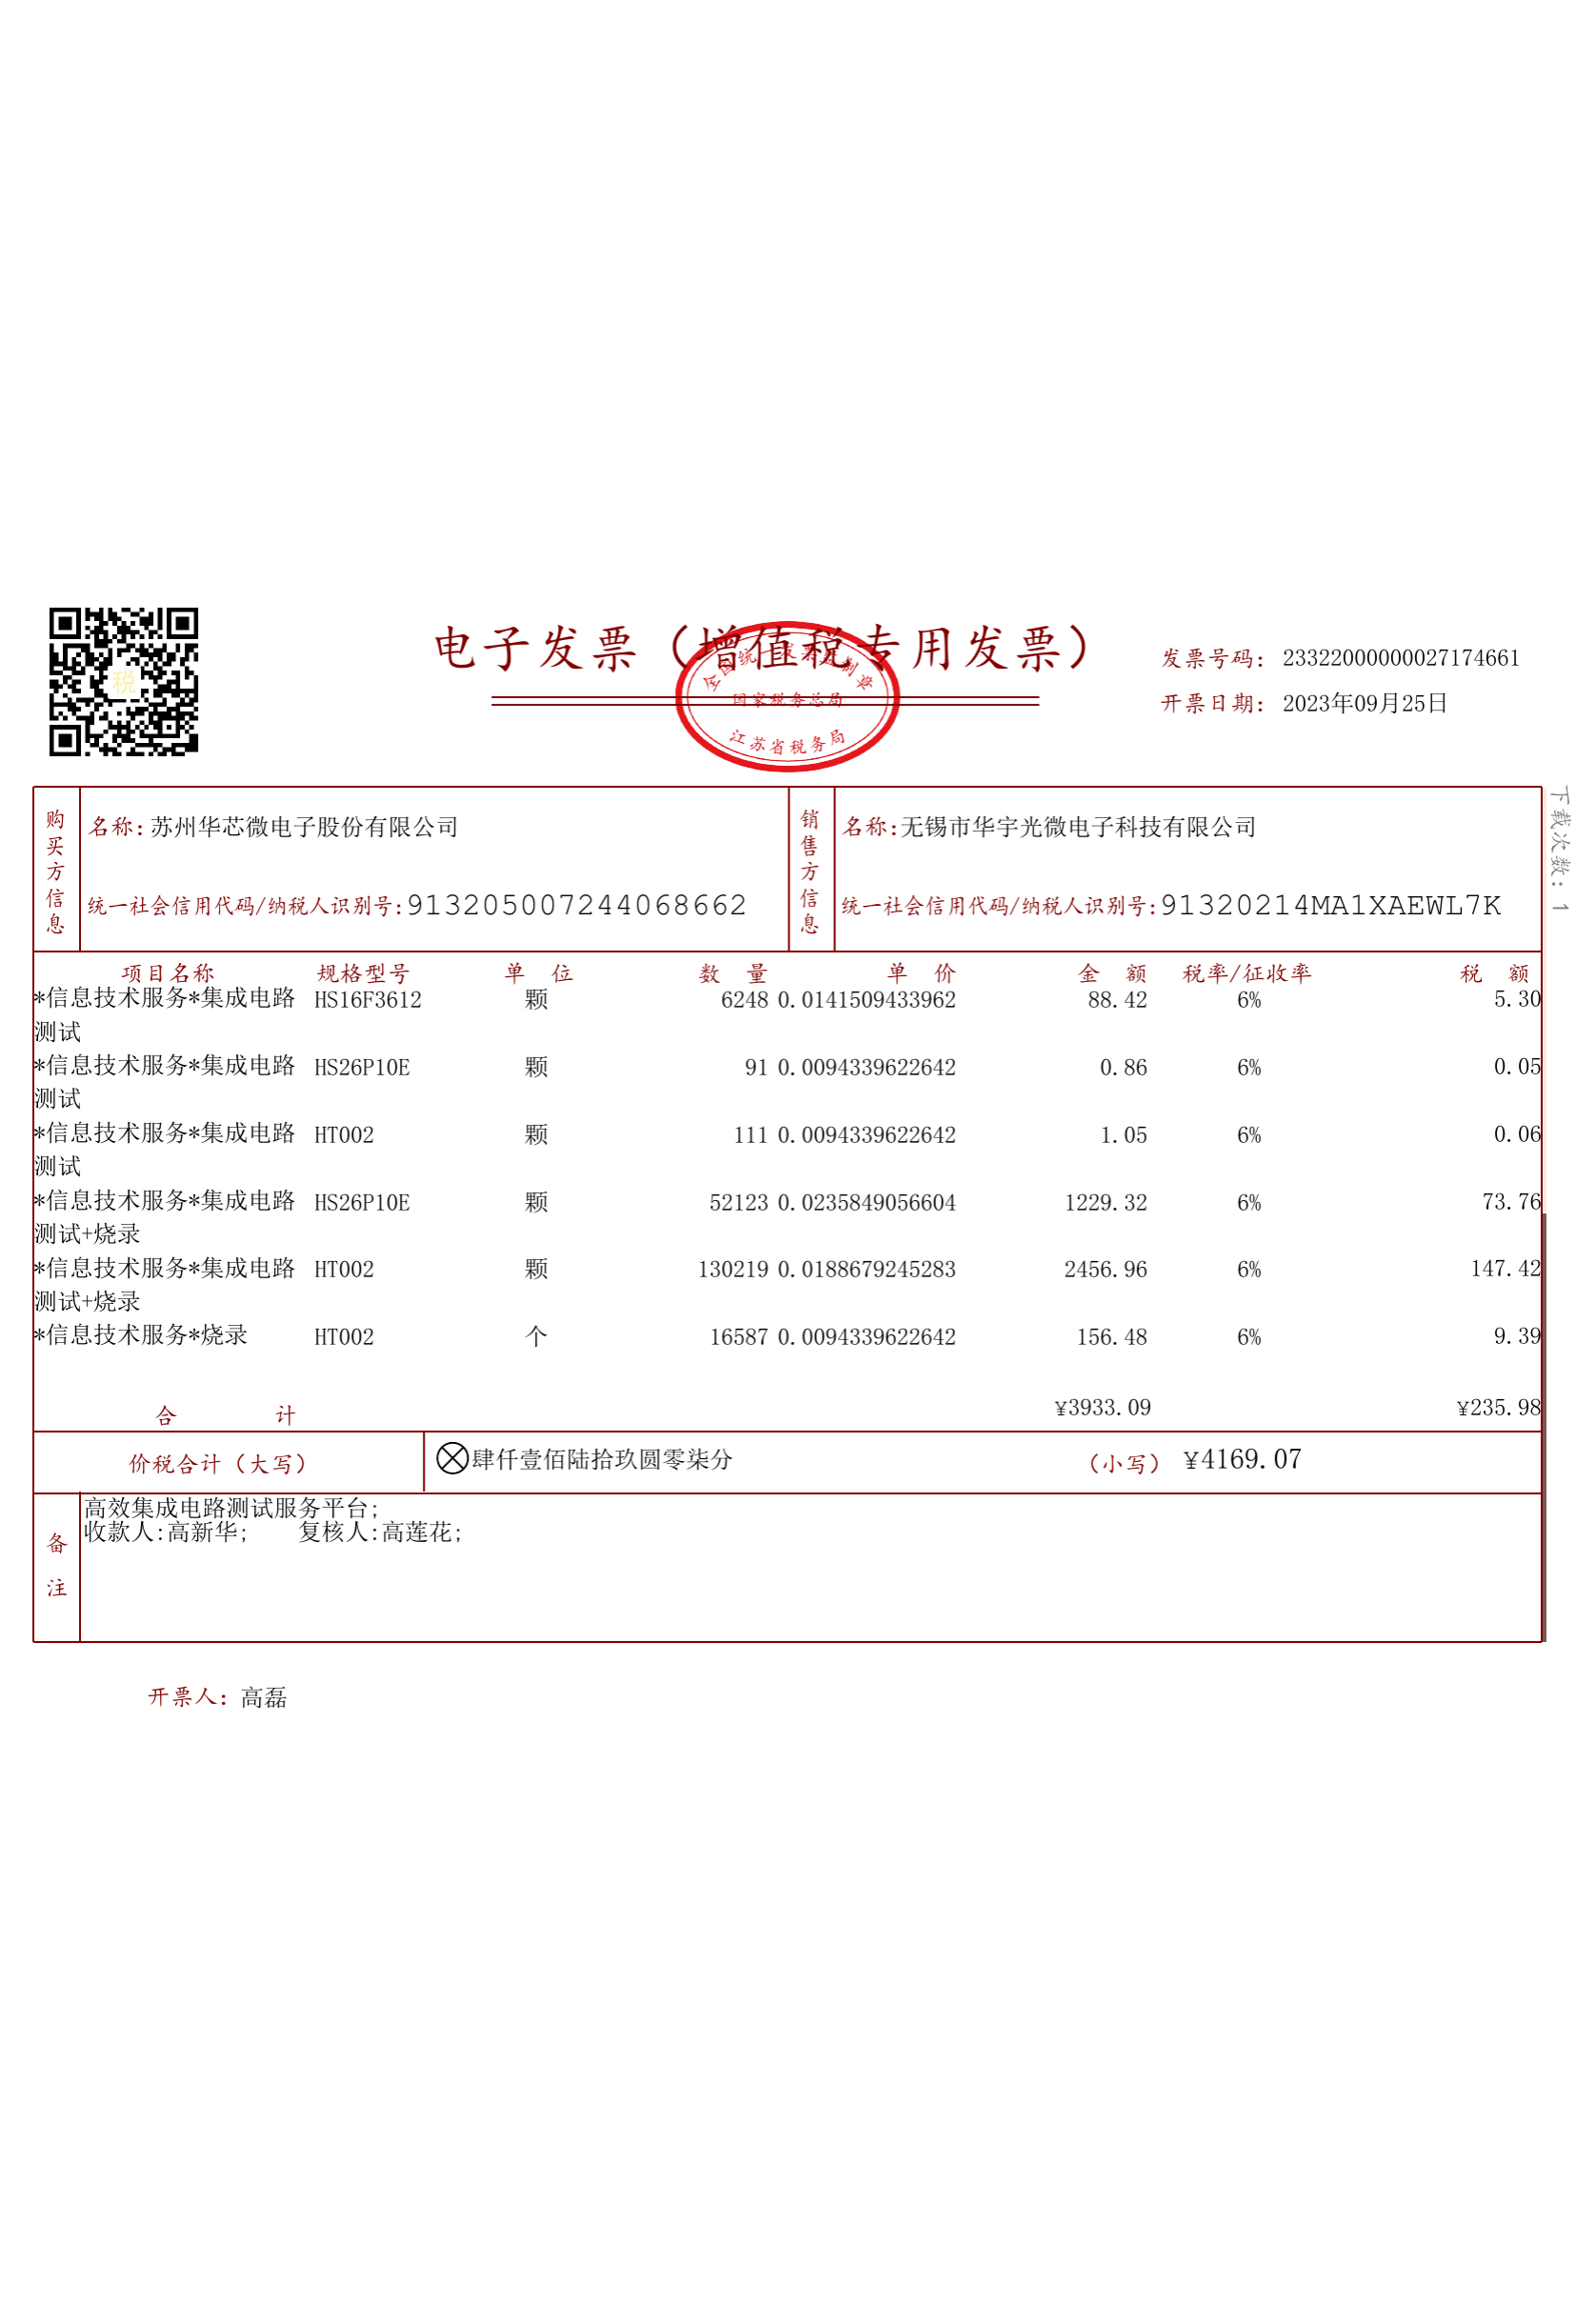 税
电子发票（增值税专用发票）
全国统一发票监制章
国家税务总局
江苏省税务局
发票号码：23322000000027174661
开票日期：2023年09月25日
下载次数：1
购买方信息
名称:苏州华芯微电子股份有限公司
统一社会信用代码/纳税人识别号:913205007244068662
销售方信息
名称:无锡市华宇光微电子科技有限公司
统一社会信用代码/纳税人识别号:91320214MA1XAEWL7K
项目名称 规格型号 单 位 数 量 单 价 金 额 税率/征收率 税 额
*信息技术服务*集成电路 HS16F3612 颗 6248 0.0141509433962 88.42 6% 5.30
测试
*信息技术服务*集成电路 HS26P10E 颗 91 0.0094339622642 0.86 6% 0.05
测试
*信息技术服务*集成电路 HT002 颗 111 0.0094339622642 1.05 6% 0.06
测试
*信息技术服务*集成电路 HS26P10E 颗 52123 0.0235849056604 1229.32 6% 73.76
测试+烧录
*信息技术服务*集成电路 HT002 颗 130219 0.0188679245283 2456.96 6% 147.42
测试+烧录
*信息技术服务*烧录 HT002 个 16587 0.0094339622642 156.48 6% 9.39
合 计 ¥3933.09 ¥235.98
价税合计（大写） 肆仟壹佰陆拾玖圆零柒分 （小写） ¥4169.07
备注
高效集成电路测试服务平台;
收款人:高新华; 复核人:高莲花;
开票人：高磊